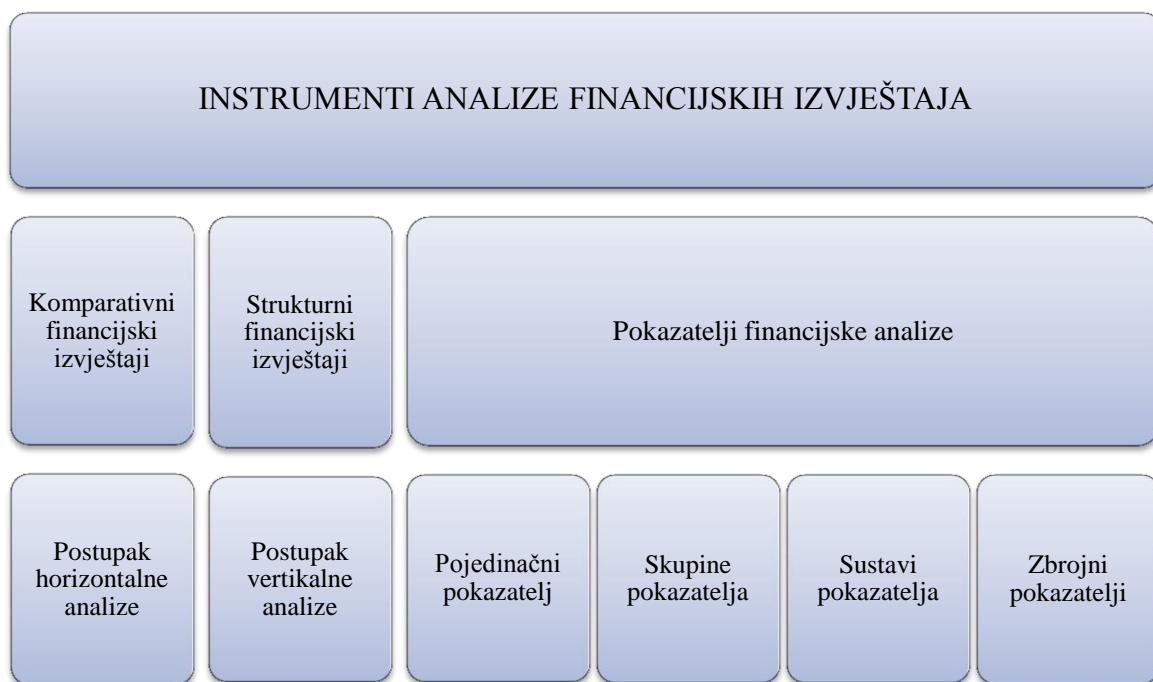 INSTRUMENTI ANALIZE FINANCIJSKIH IZVJEŠTAJA
Komparativni
financijski
izvještaji
Strukturni
financijski
izvještaji
Pokazatelji financijske analize
Postupak
horizontalne
analize
Postupak
vertikalne
analize
Pojedinačni
pokazatelj
Skupine
pokazatelja
Sustavi
pokazatelja
Zbrojni
pokazatelji